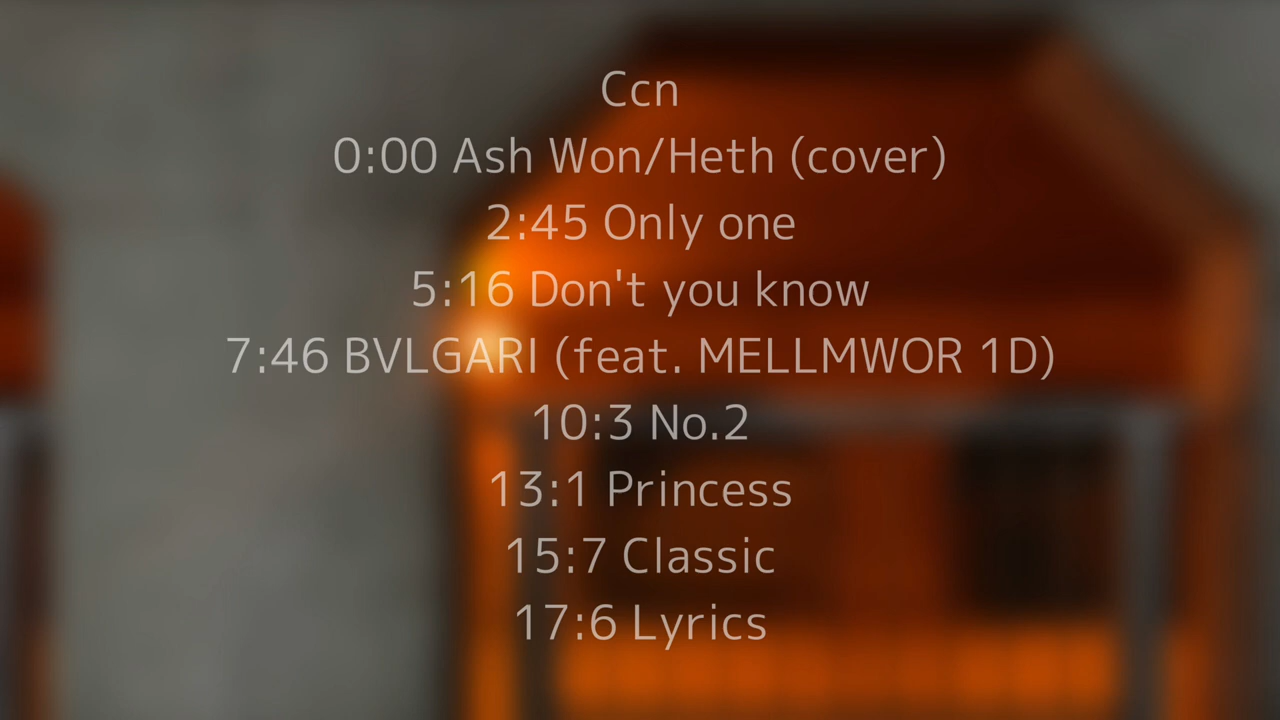 Ccn
0:00 Ash Won/Heth (cover)
2:45 Only one
5:16 Don't you know
7:46 BVLGARI (feat. MELLMWOR 1D)
10:3 No.2
13:1 Princess
15:7 Classic
17:6 Lyrics